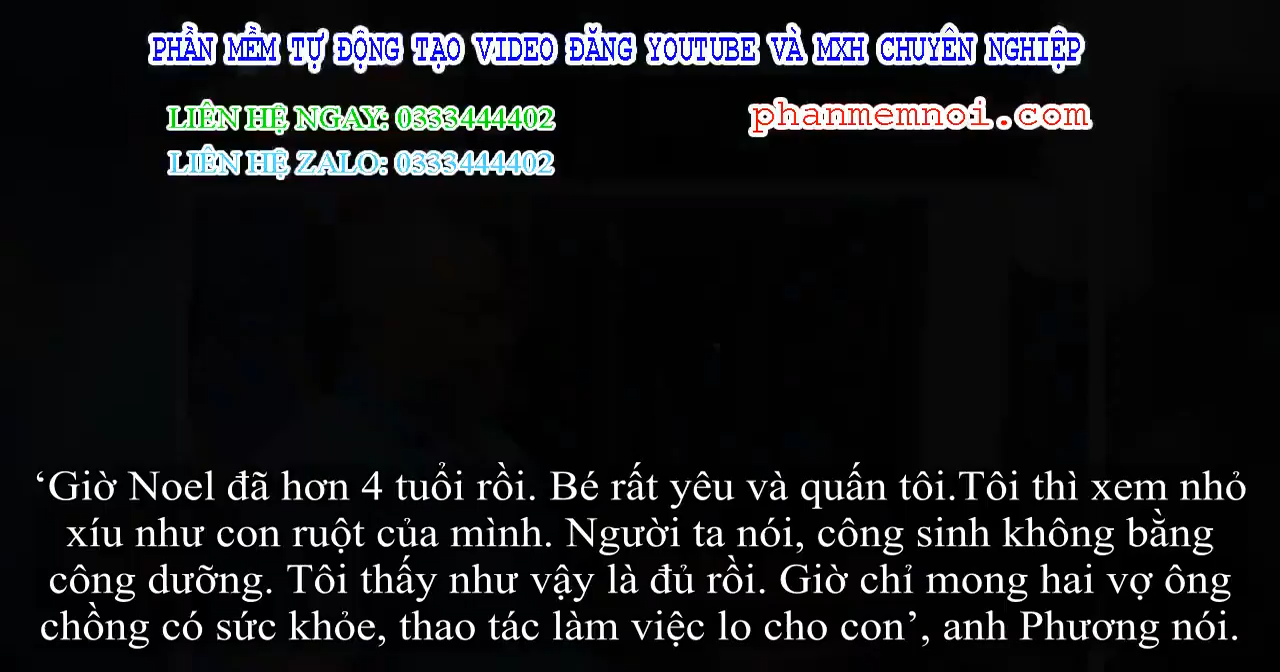 PHẦN MỀM TỰ ĐỘNG TẠO VIDEO ĐĂNG YOUTUBE VÀ MXH CHUYÊN NGHIỆP
LIÊN HỆ NGAY: 0333444402
phanmemnoi.com
LIÊN HỆ ZALO: 0333444402
‘Giờ Noel đã hơn 4 tuổi rồi. Bé rất yêu và quấn tôi.Tôi thì xem nhỏ
xíu như con ruột của mình. Người ta nói, công sinh không bằng
công dưỡng. Tôi thấy như vậy là đủ rồi. Giờ chỉ mong hai vợ ông
chồng có sức khỏe, thao tác làm việc lo cho con’, anh Phương nói.